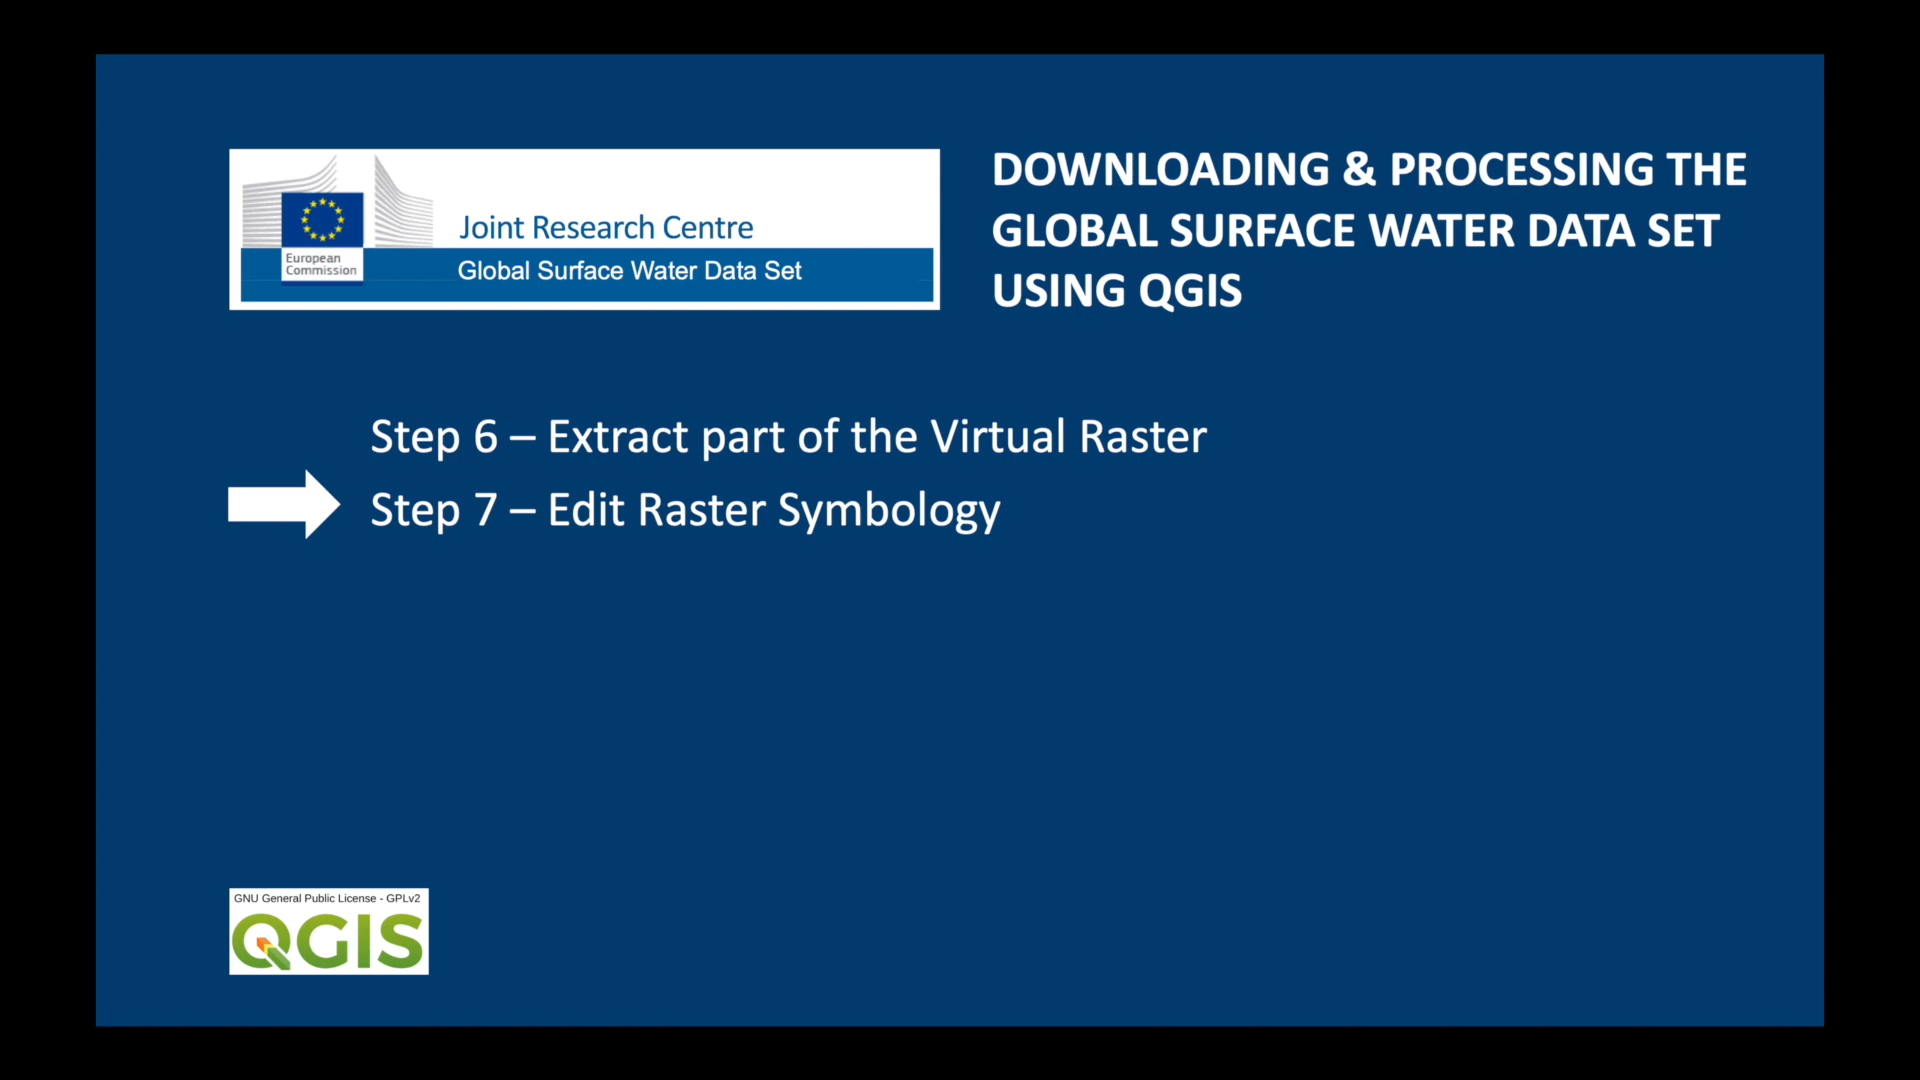 Joint Research Centre
European
Commission
Global Surface Water Data Set
DOWNLOADING & PROCESSING THE
GLOBAL SURFACE WATER DATA SET
USING QGIS
Step 6 – Extract part of the Virtual Raster
Step 7 – Edit Raster Symbology
GNU General Public License - GPLv2
QGIS